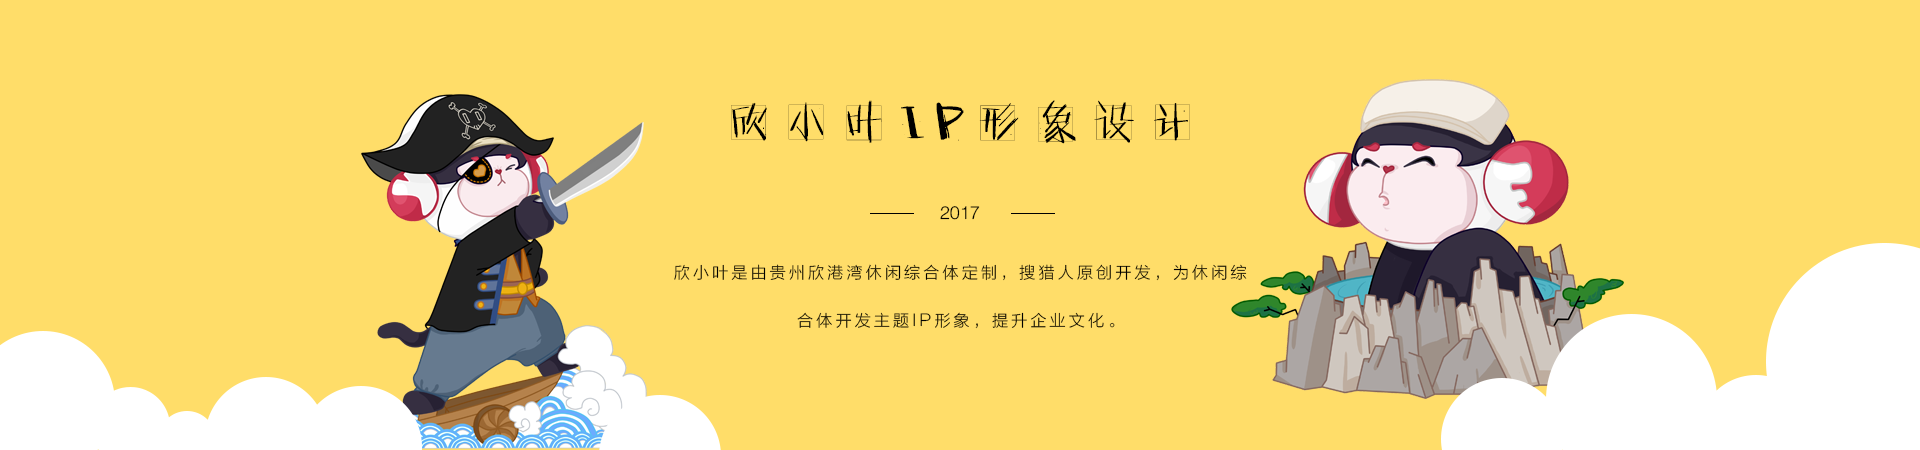 欣小叶IP形象设计
2017
欣小叶是由贵州欣港湾休闲综合体定制，搜猎人原创开发，为休闲综
合体开发主题IP形象，提升企业文化。